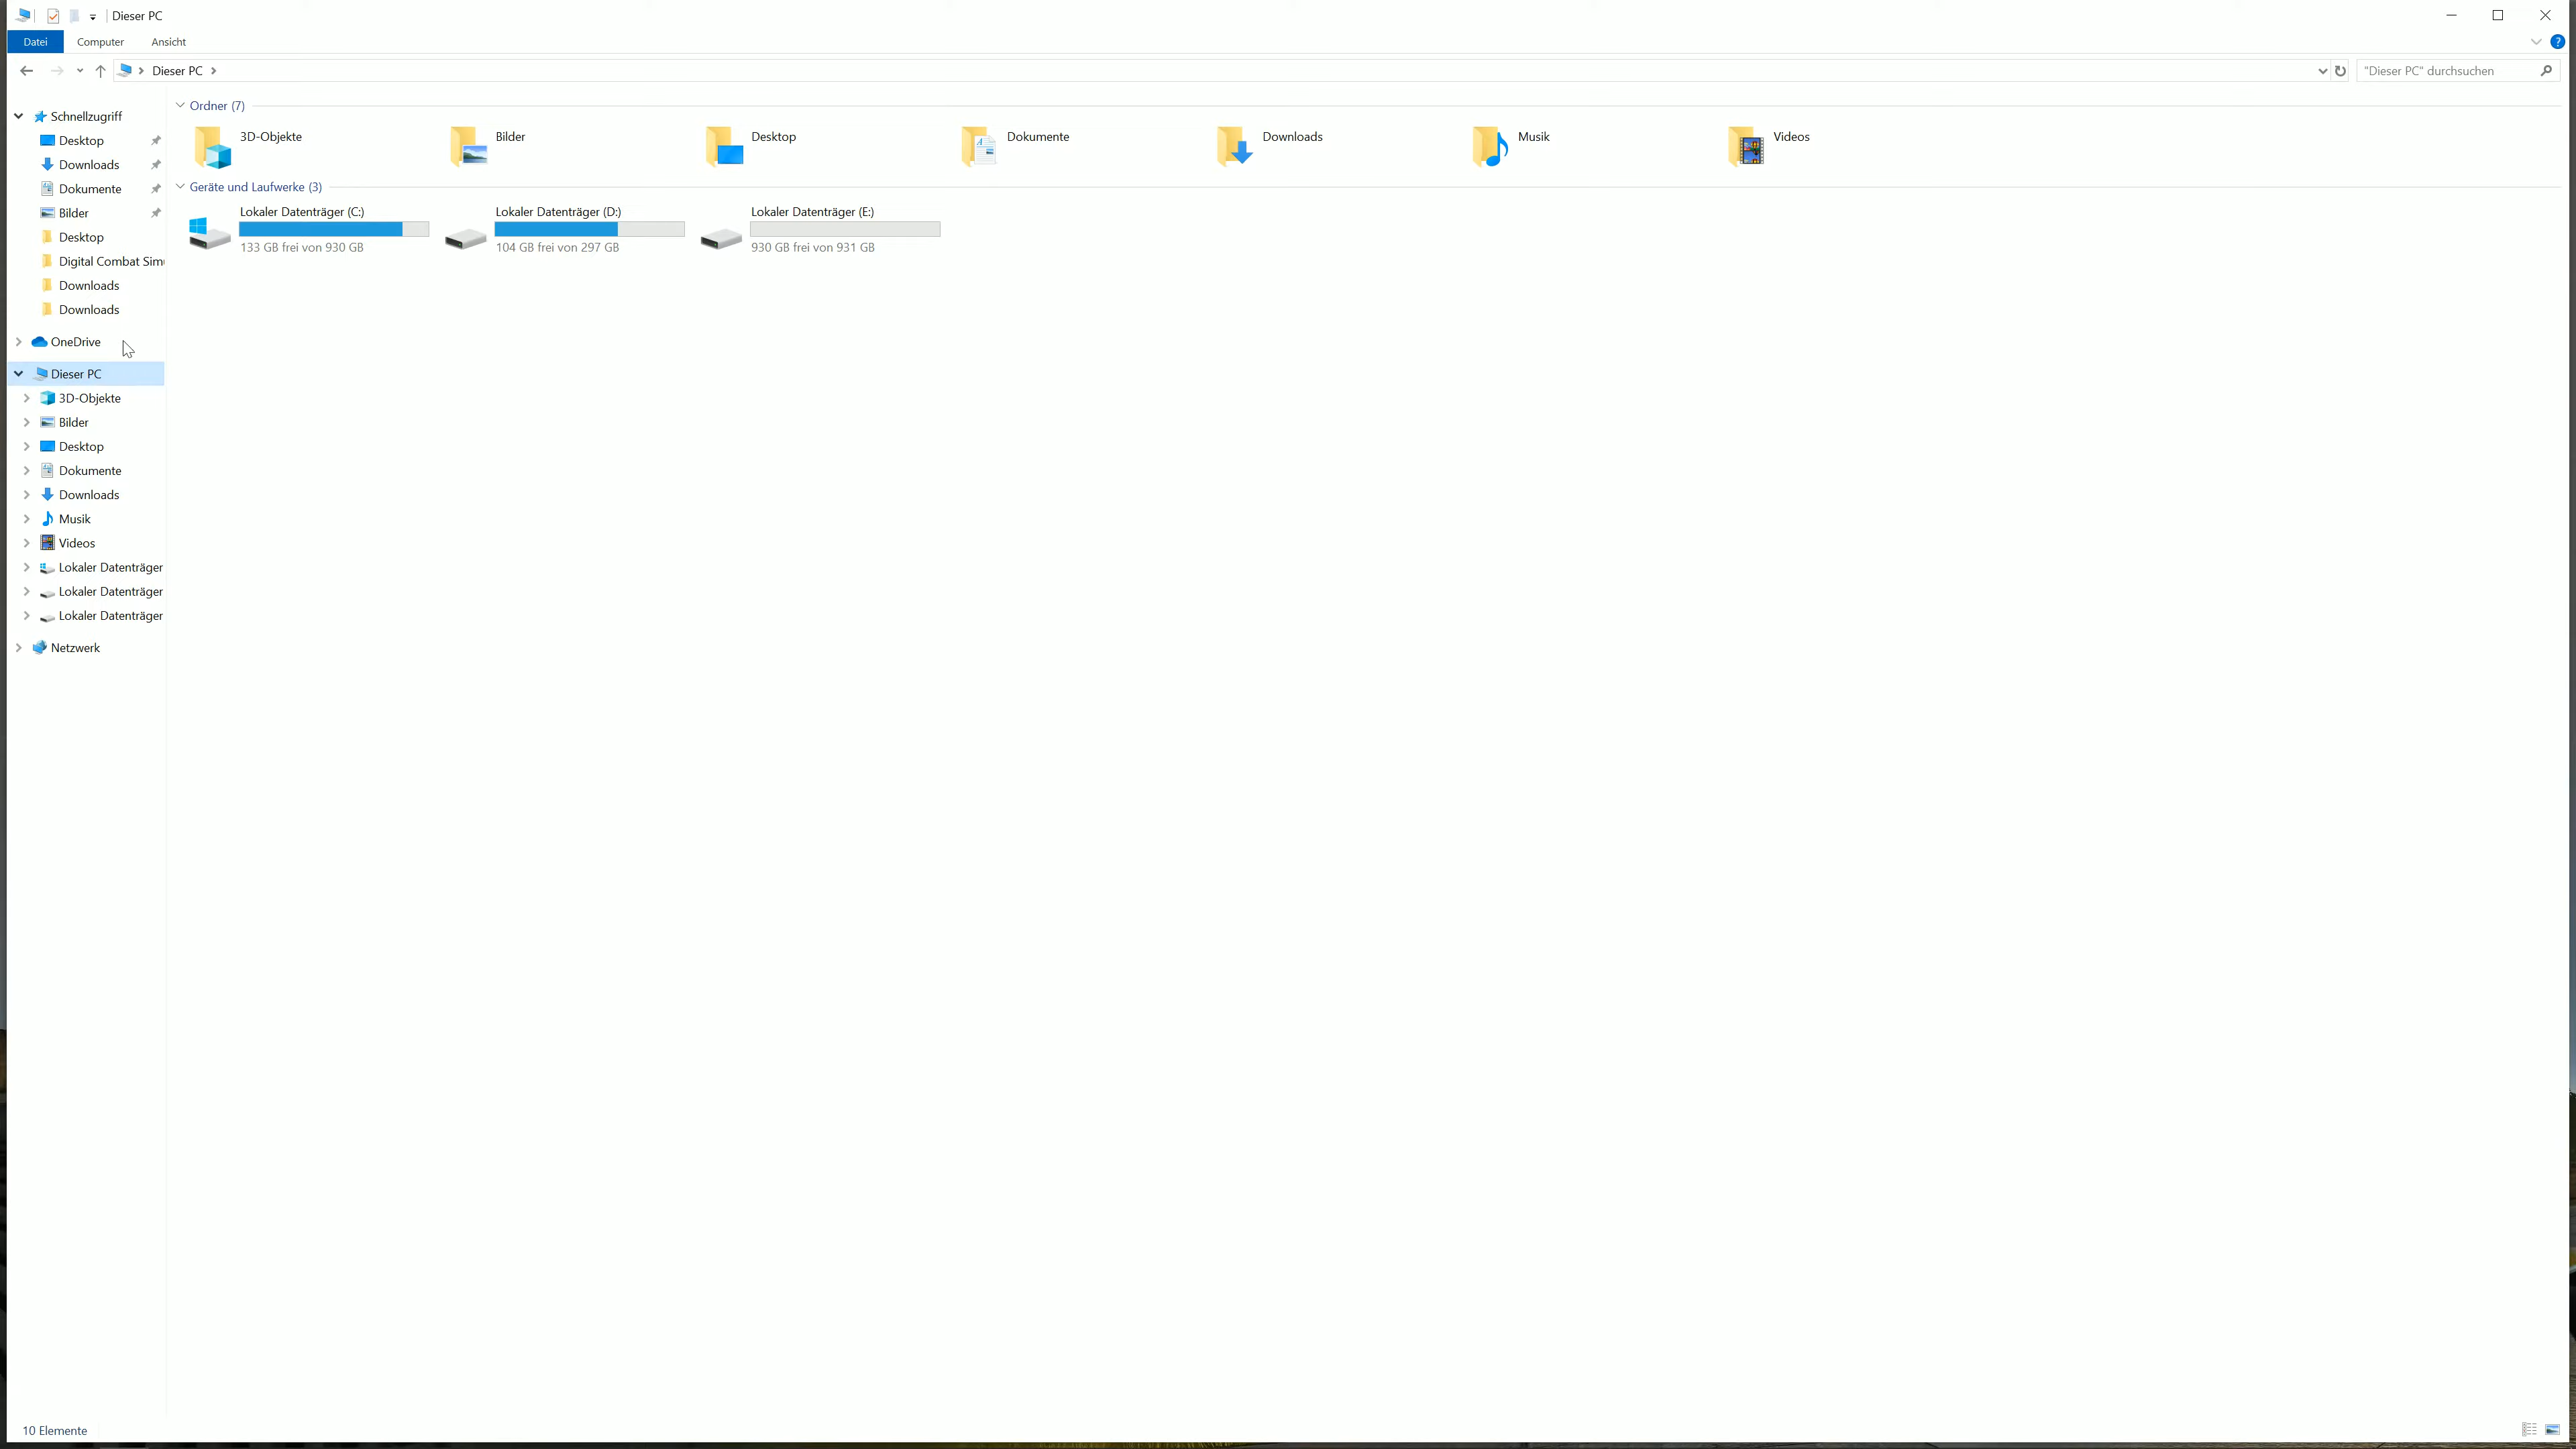 Dieser PC
Datei Computer Ansicht
Dieser PC
"Dieser PC" durchsuchen
Schnellzugriff
Desktop
Downloads
Dokumente
Bilder
Desktop
Digital Combat Sim
Downloads
Downloads
OneDrive
Dieser PC
3D-Objekte
Bilder
Desktop
Dokumente
Downloads
Musik
Videos
Lokaler Datenträger
Lokaler Datenträger
Lokaler Datenträger
Netzwerk
Ordner (7)
3D-Objekte
Bilder
Desktop
Dokumente
Downloads
Musik
Videos
Geräte und Laufwerke (3)
Lokaler Datenträger (C:)
133 GB frei von 930 GB
Lokaler Datenträger (D:)
104 GB frei von 297 GB
Lokaler Datenträger (E:)
930 GB frei von 931 GB
10 Elemente